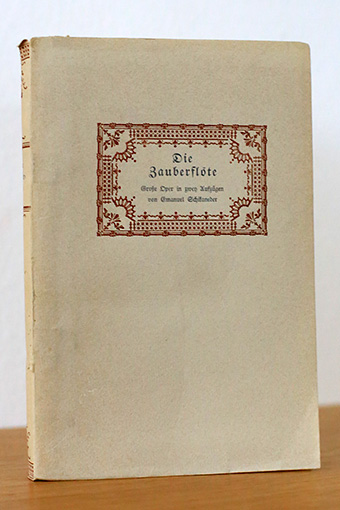 Die
Zauberflöte
Große Oper in zwey Aufzügen
von Emanuel Schikaneder